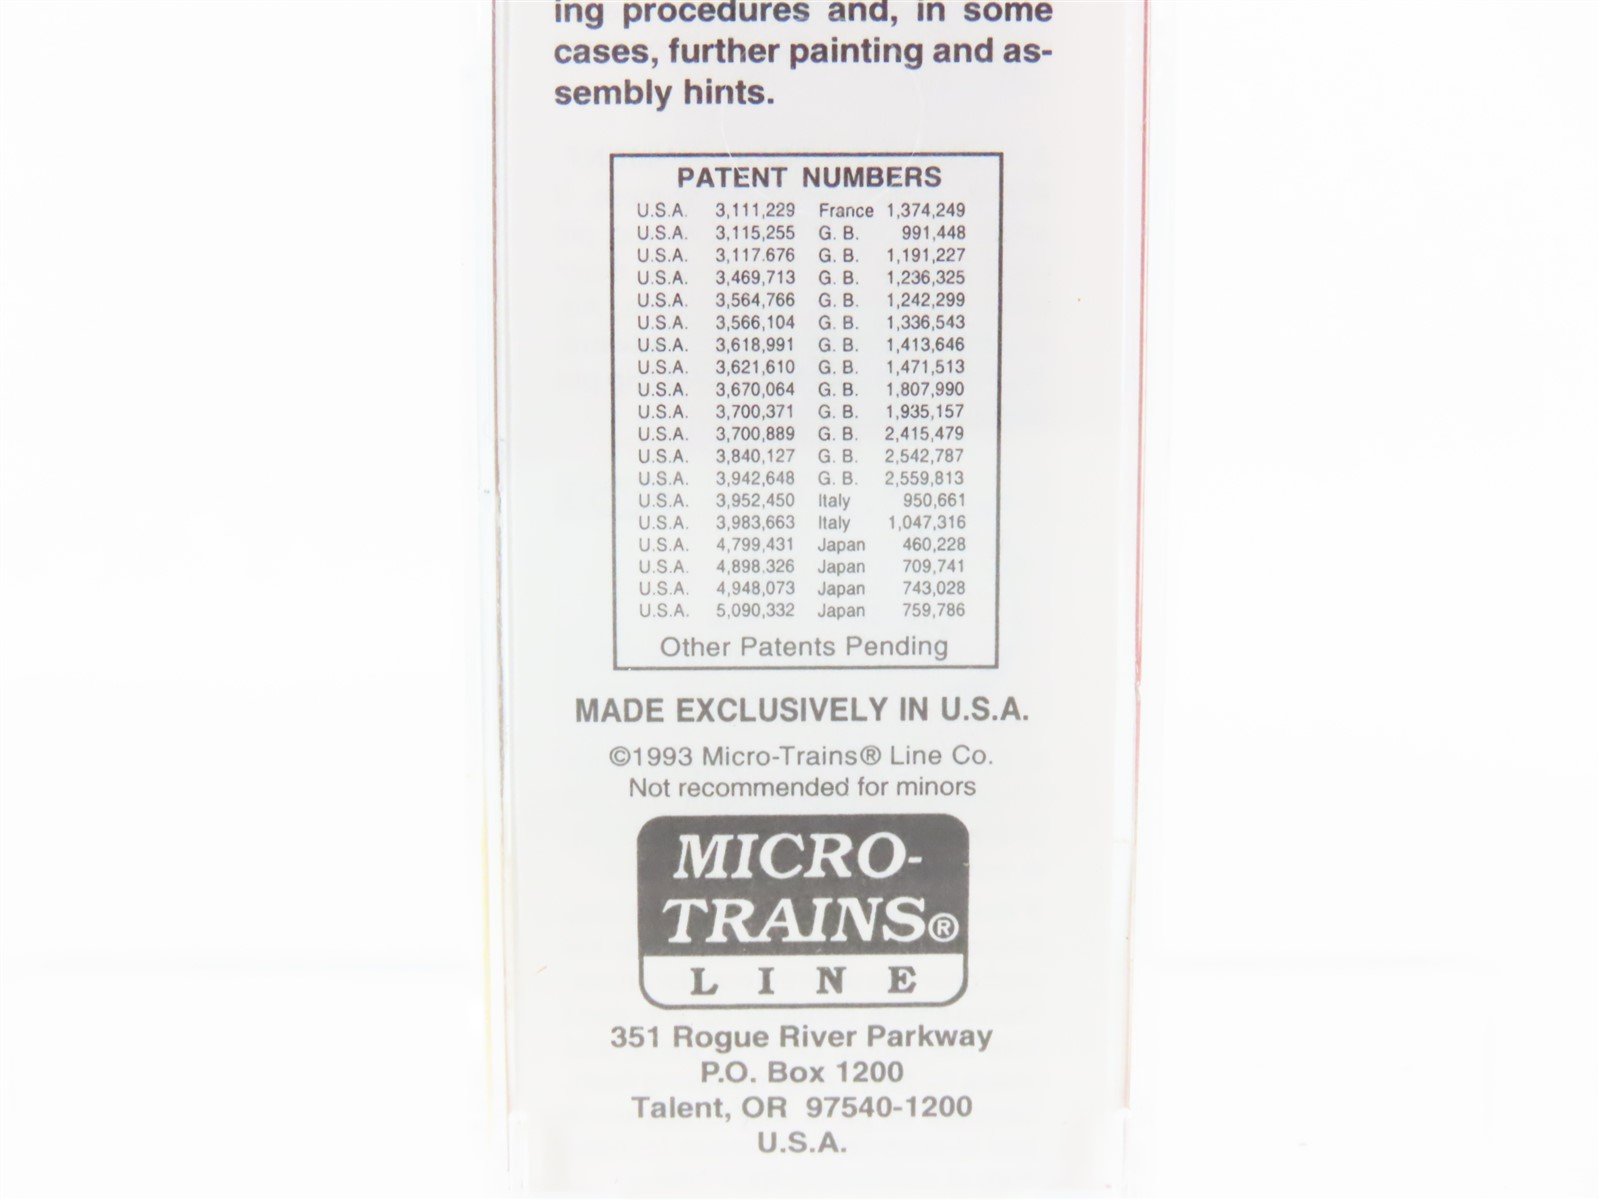 ing procedures and, in some
cases, further painting and as-
sembly hints.
PATENT NUMBERS
U.S.A. 3,111,229 France 1,374,249
U.S.A. 3,115,255 G. B. 991,448
U.S.A. 3,117.676 G. B. 1,191,227
U.S.A. 3,469,713 G. B. 1,236,325
U.S.A. 3,564,766 G. B. 1,242,299
U.S.A. 3,566,104 G. B. 1,336,543
U.S.A. 3,618,991 G. B. 1,413,646
U.S.A. 3,621,610 G. B. 1,471,513
U.S.A. 3,670,064 G. B. 1,807,990
U.S.A. 3,700,371 G. B. 1,935,157
U.S.A. 3,700,889 G. B. 2,415,479
U.S.A. 3,840,127 G. B. 2,542,787
U.S.A. 3,942,648 G. B. 2,559,813
U.S.A. 3,952,450 Italy 950,661
U.S.A. 3,983,663 Italy 1,047,316
U.S.A. 4,799,431 Japan 460,228
U.S.A. 4,898,326 Japan 709,741
U.S.A. 4,948,073 Japan 743,028
U.S.A. 5,090,332 Japan 759,786
Other Patents Pending
MADE EXCLUSIVELY IN U.S.A.
©1993 Micro-Trains® Line Co.
Not recommended for minors
MICRO-
TRAINS®
LINE
351 Rogue River Parkway
P.O. Box 1200
Talent, OR 97540-1200
U.S.A.